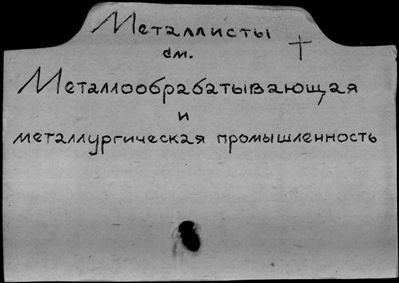 Металлисты
см.
Металлообрабатывающая
и
металлургическая промышленность